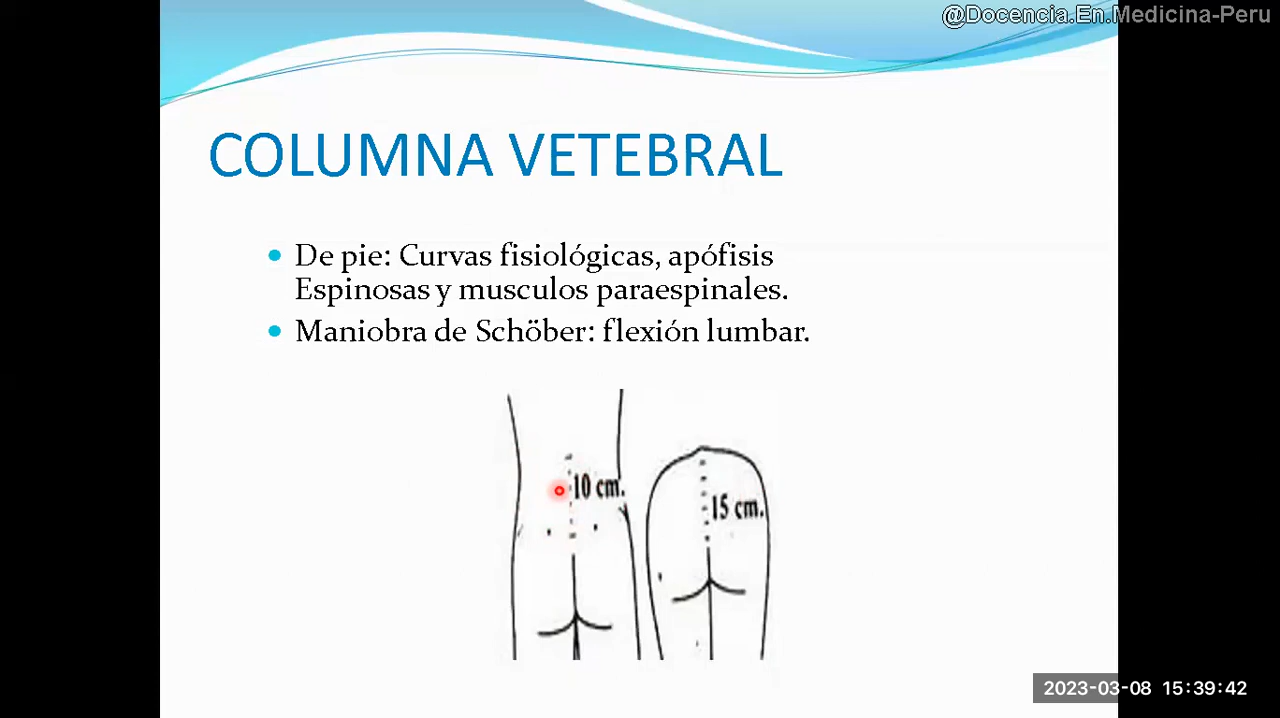 @Docencia.En.Medicina-Peru
COLUMNA VETEBRAL
De pie: Curvas fisiológicas, apófisis
Espinosas y musculos paraespinales.
Maniobra de Schöber: flexión lumbar.
10 cm.
15 cm.
2023-03-08 15:39:42